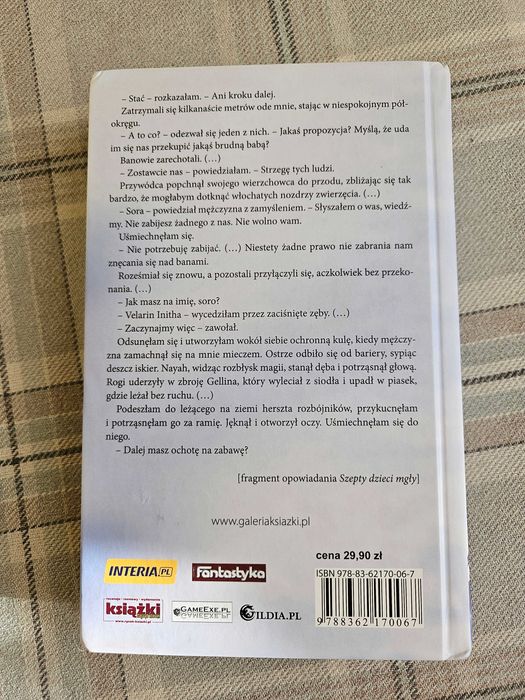 – Stać – rozkazałam. – Ani kroku dalej.
Zatrzymali się kilkanaście metrów ode mnie, stając w niespokojnym pół-
okręgu.
– A to co? – odezwał się jeden z nich. – Jakaś propozycja? Myślą, że uda
im się nas przekupić jakąś brudną babą?
Banowie zarechotali. (…)
– Zostawcie nas – powiedziałam. – Strzegę tych ludzi.
Przywódca popchnął swojego wierzchowca do przodu, zbliżając się tak
bardzo, że mogłabym dotknąć włochatych nozdrzy zwierzęcia. (…)
– Sora – powiedział mężczyzna z zamyśleniem. – Słyszałem o was, wiedź-
my. Nie zabijesz żadnego z nas. Nie wolno wam.
Uśmiechnęłam się.
– Nie potrzebuję zabijać. (…) Niestety żadne prawo nie zabrania nam
znęcania się nad banami.
Roześmiał się znowu, a pozostali przyłączyli się, aczkolwiek bez przeko-
nania. (…)
– Jak masz na imię, soro?
– Velarin Initha – wycedziłam przez zaciśnięte zęby. (…)
– Zaczynajmy więc – zawołał.
Odsunęłam się i utworzyłam wokół siebie ochronną kulę, kiedy mężczy-
zna zamachnął się na mnie mieczem. Ostrze odbiło się od bariery, sypiąc
deszcz iskier. Nayah, widząc rozbłysk magii, stanął dęba i potrząsnął głową.
Rogi uderzyły w zbroję Gellina, który wyleciał z siodła i upadł w piasek,
gdzie leżał bez ruchu. (…)
Podeszłam do leżącego na ziemi herszta rozbójników, przykucnęłam
i potrząsnęłam go za ramię. Jęknął i otworzył oczy. Uśmiechnęłam się do
niego.
– Dalej masz ochotę na zabawę?
[fragment opowiadania Szepty dzieci mgły]
www.galeriaksiazki.pl
cena 29,90 zł
INTERIA.PL
Fantastyka
ISBN 978-83-62170-06-7
książki
www.rynek-ksiazki.pl
GAMEEXE.PL
GILDIA.PL
9788362170067